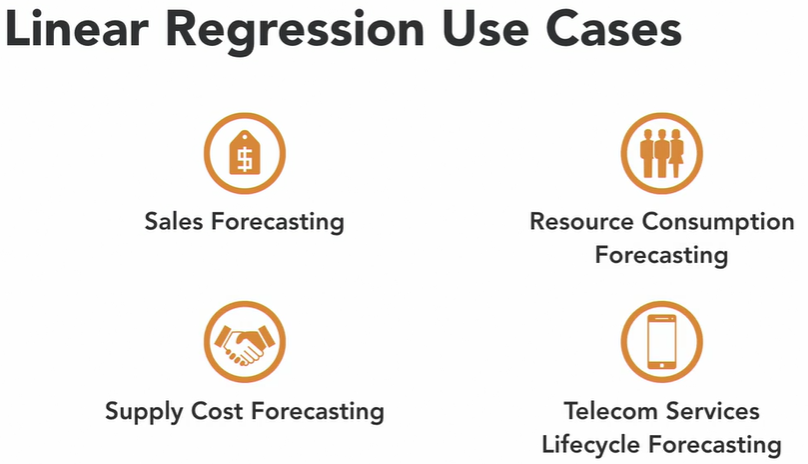 Linear Regression Use Cases
$
Sales Forecasting
Resource Consumption
Forecasting
Supply Cost Forecasting
Telecom Services
Lifecycle Forecasting